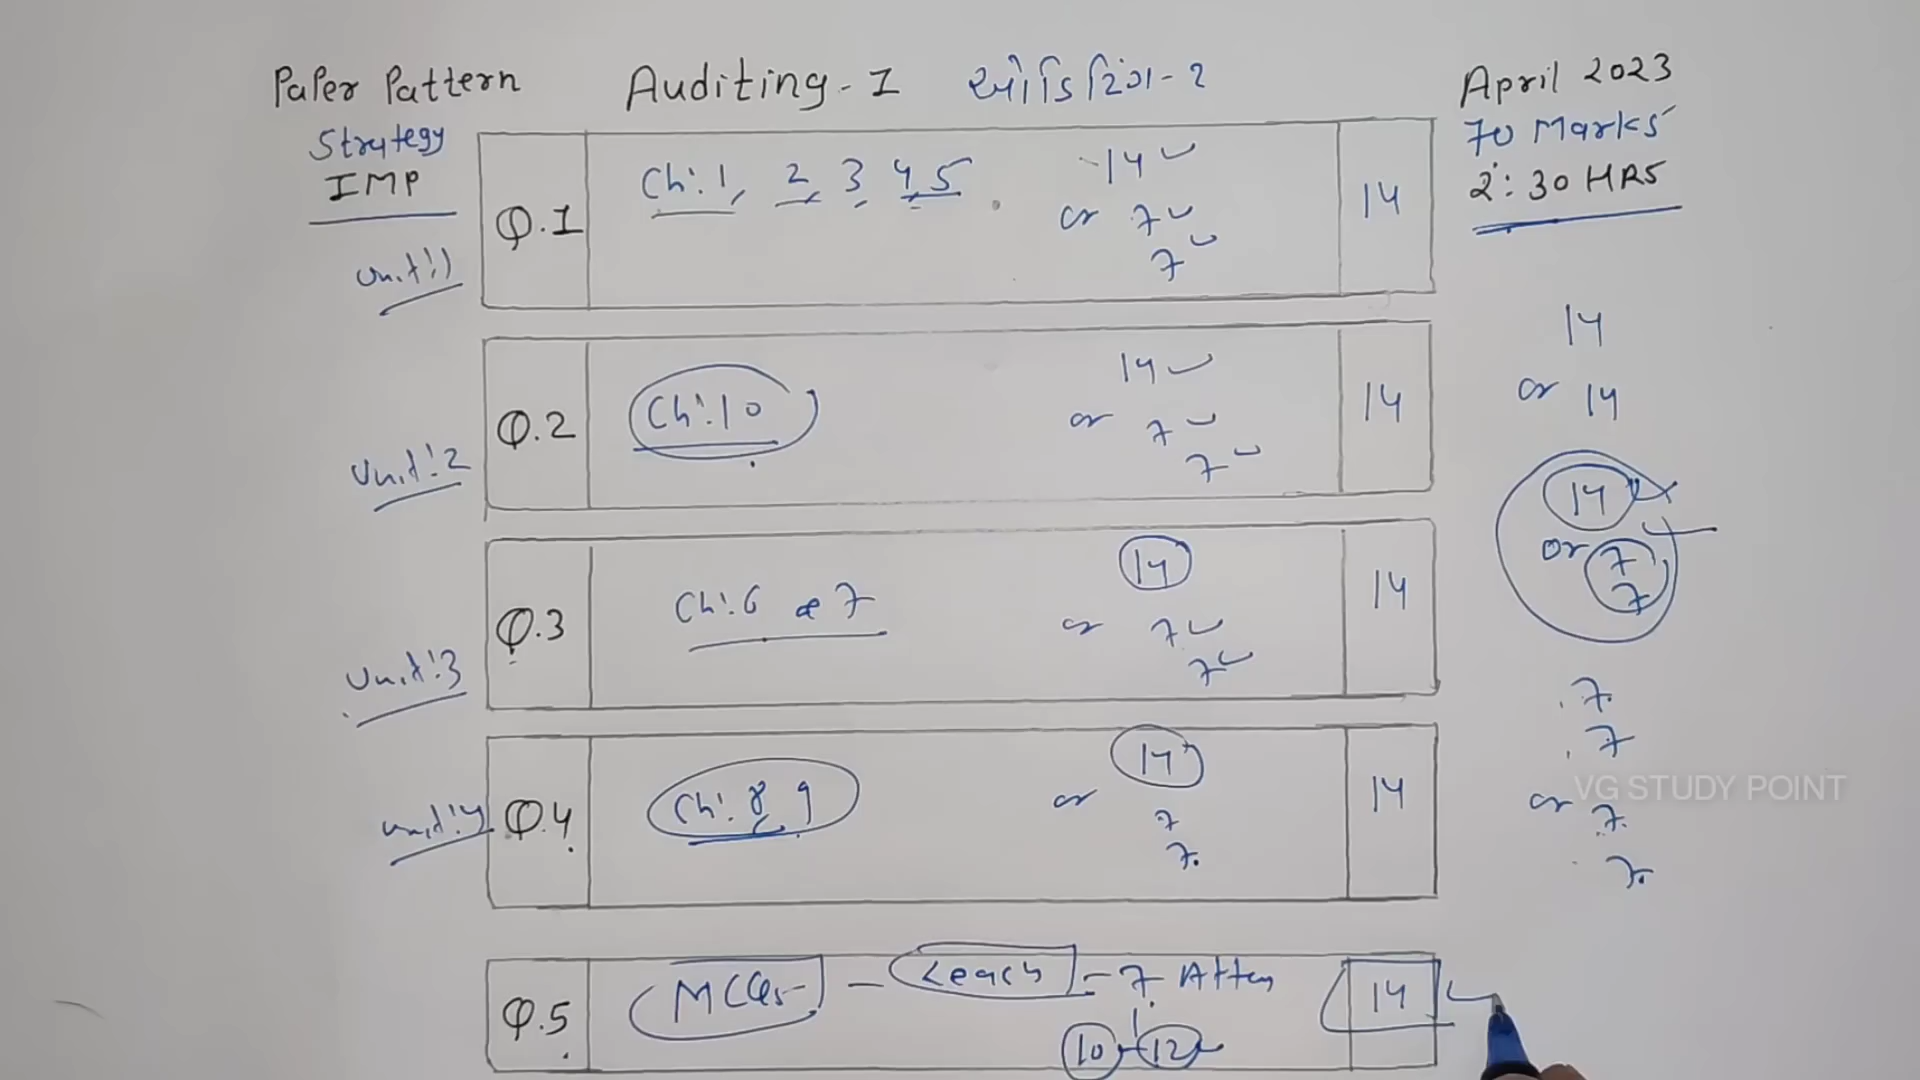 Paper Pattern Auditing-I ઓડિટિંગ-૨ April 2023
Strategy
IMP
70 Marks
2:30 HRS
Unit:1
Q.1 Ch:1, 2 3 4 5 14
or 7
7
14
Unit:2
Q.2 Ch:10 14
or 7
7
14
Unit:3
Q.3 Ch:6 & 7 14
or 7
7
14
Unit:4
Q.4 Ch:8 9 14
or 7
7
14
Q.5 MCQs - - 7 14
10 - 12
14
or 14
14
or 7
7
7
7
or 7
7
VG STUDY POINT